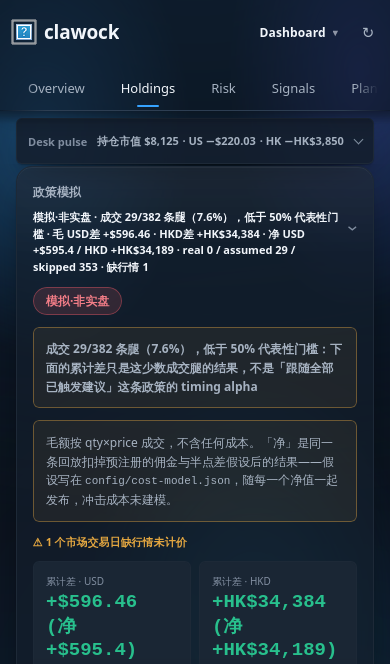 clawock
Dashboard ▾ ↻
Overview Holdings Risk Signals Plan
Desk pulse 持仓市值 $8,125 · US −$220.03 · HK −HK$3,850
政策模拟
模拟·非实盘 · 成交 29/382 条腿（7.6%），低于 50% 代表性门
槛 · 毛 USD差 +$596.46 · HKD差 +HK$34,384 · 净 USD
+$595.4 / HKD +HK$34,189 · real 0 / assumed 29 /
skipped 353 · 缺行情 1
模拟·非实盘
成交 29/382 条腿（7.6%），低于 50% 代表性门槛：下
面的累计差只是这少数成交腿的结果，不是「跟随全部
已触发建议」这条政策的 timing alpha
毛额按 qty×price 成交，不含任何成本。「净」是同一
条回放扣掉预注册的佣金与半点差假设后的结果——假
设写在 config/cost-model.json，随每一个净值一起
发布，冲击成本未建模。
⚠ 1 个市场交易日缺行情未计价
累计差 · USD
+$596.46
(净
+$595.4)
累计差 · HKD
+HK$34,384
(净
+HK$34,189)